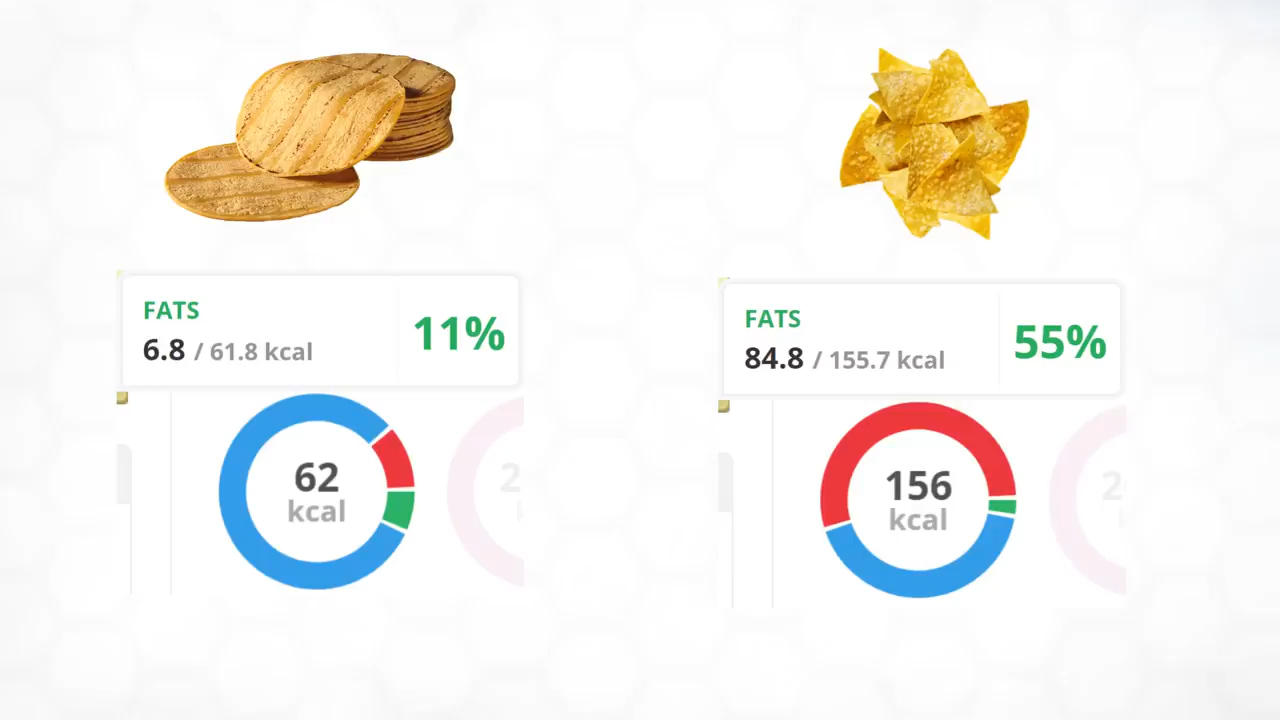 FATS
6.8 / 61.8 kcal
11%
62
kcal
FATS
84.8 / 155.7 kcal
55%
156
kcal